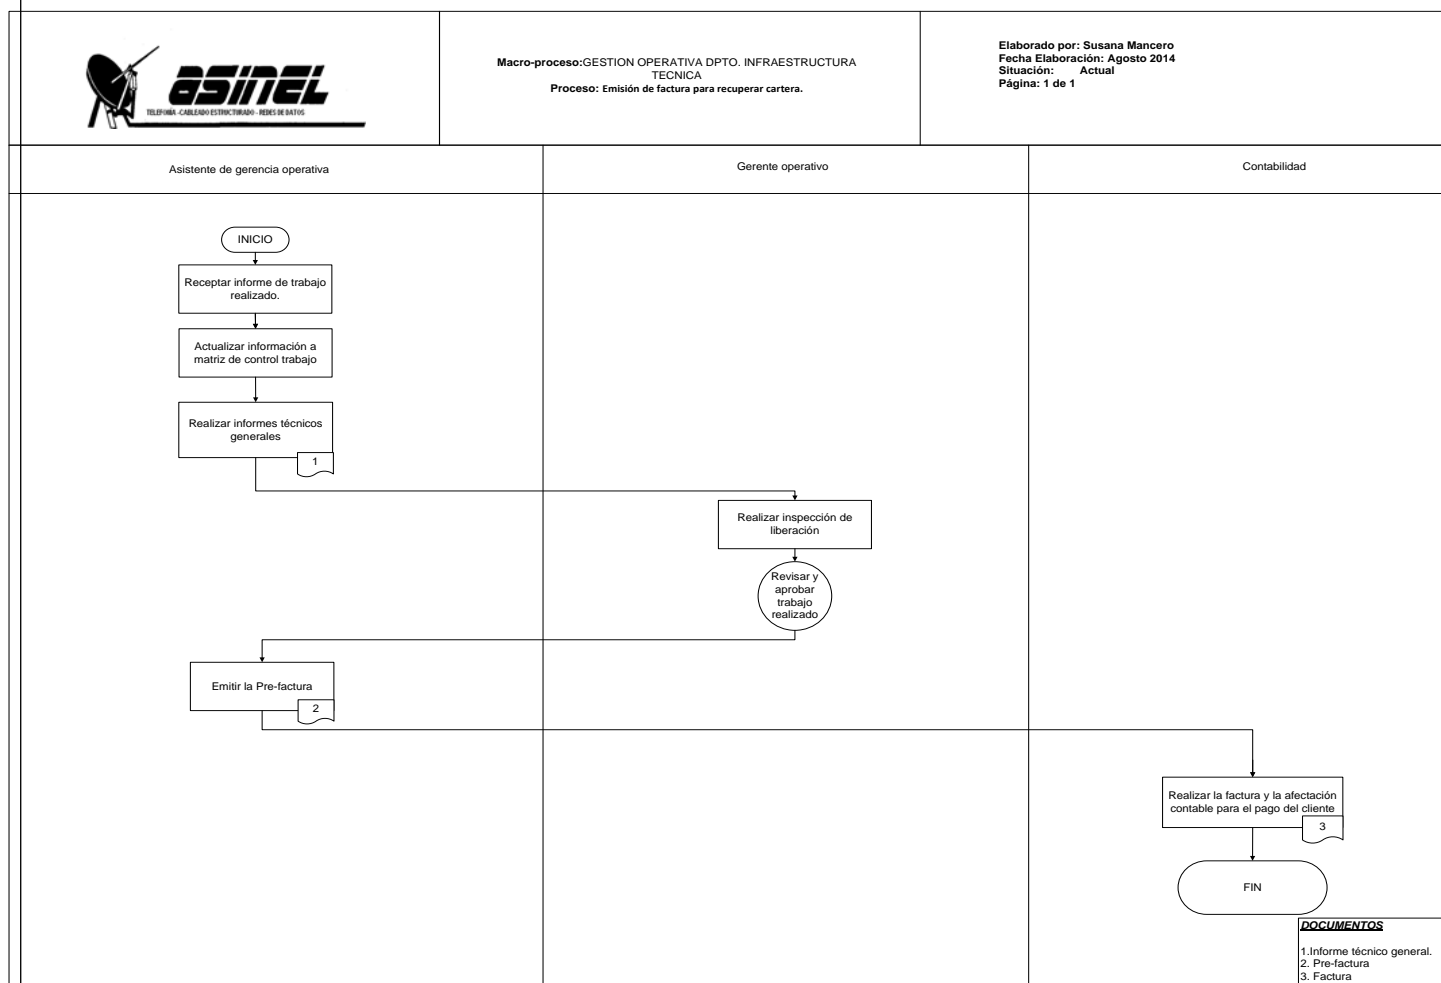 ASINEL
TELEFONÍA - CABLEADO ESTRUCTURADO - REDES DE DATOS
Macro-proceso:GESTION OPERATIVA DPTO. INFRAESTRUCTURA
TECNICA
Proceso: Emisión de factura para recuperar cartera.
Elaborado por: Susana Mancero
Fecha Elaboración: Agosto 2014
Situación: Actual
Página: 1 de 1
Asistente de gerencia operativa
Gerente operativo
Contabilidad
INICIO
Receptar informe de trabajo
realizado.
Actualizar información a
matriz de control trabajo
Realizar informes técnicos
generales
1
Realizar inspección de
liberación
Revisar y
aprobar
trabajo
realizado
Emitir la Pre-factura
2
Realizar la factura y la afectación
contable para el pago del cliente
3
FIN
DOCUMENTOS
1.Informe técnico general.
2. Pre-factura
3. Factura